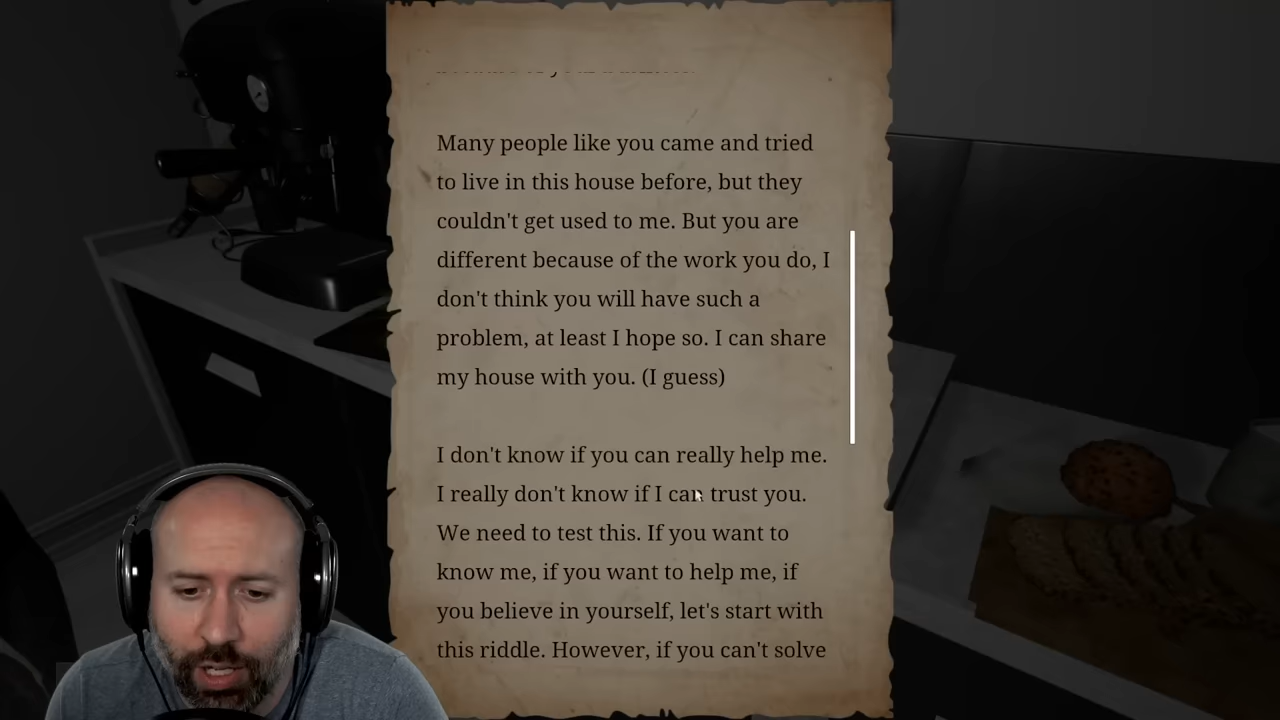 Many people like you came and tried
to live in this house before, but they
couldn't get used to me. But you are
different because of the work you do, I
don't think you will have such a
problem, at least I hope so. I can share
my house with you. (I guess)
I don't know if you can really help me.
I really don't know if I can trust you.
We need to test this. If you want to
know me, if you want to help me, if
you believe in yourself, let's start with
this riddle. However, if you can't solve